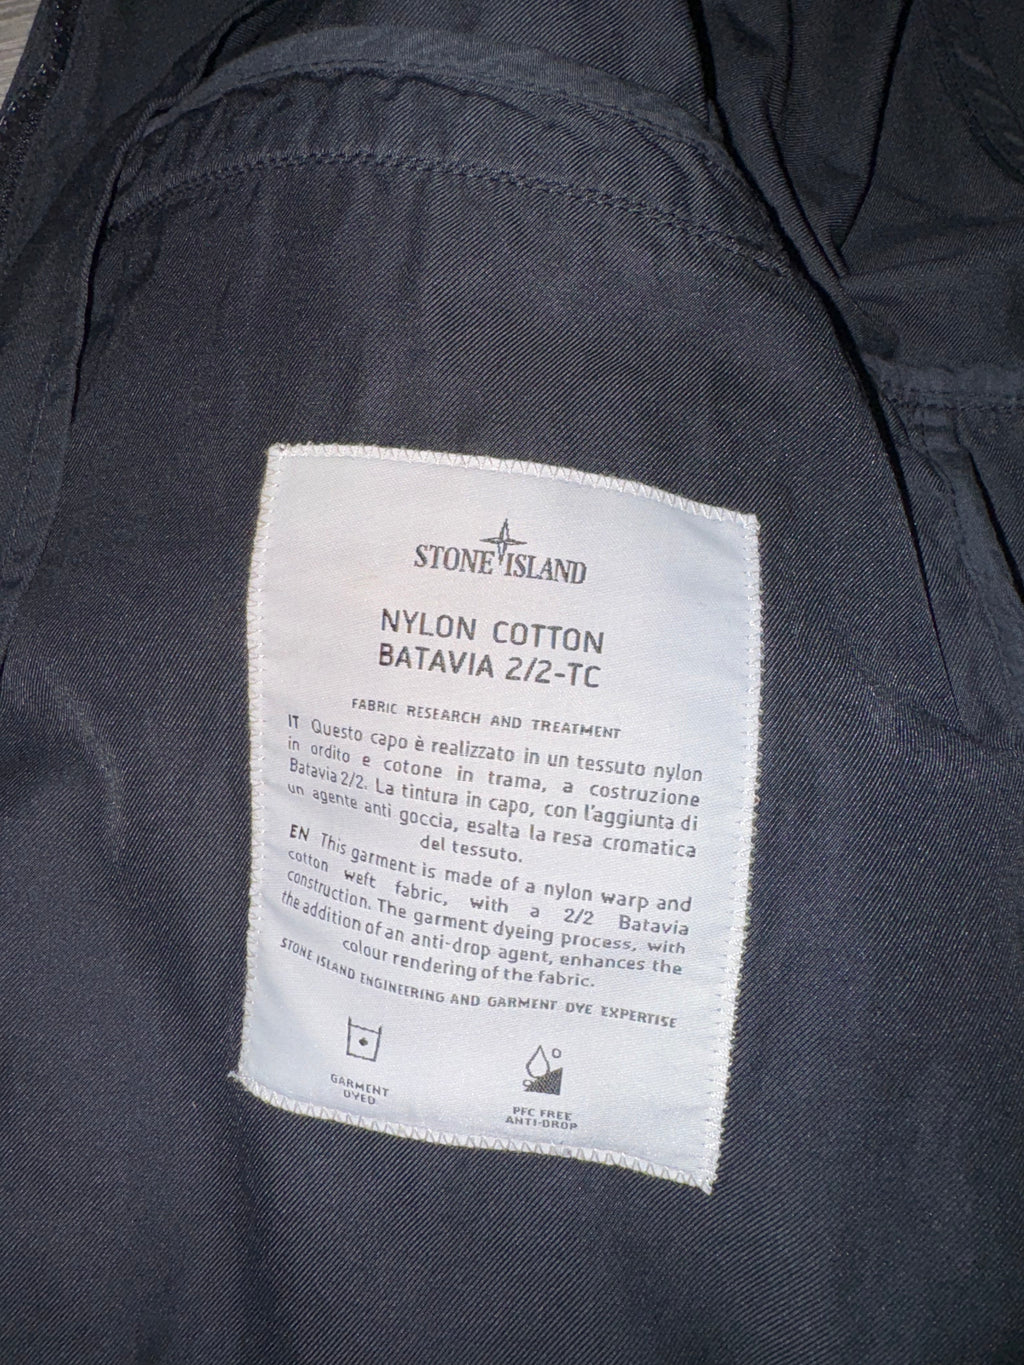 STONE ISLAND
NYLON COTTON
BATAVIA 2/2-TC
FABRIC RESEARCH AND TREATMENT
IT Questo capo è realizzato in un tessuto nylon
in ordito e cotone in trama, a costruzione
Batavia 2/2. La tintura in capo, con l'aggiunta di
un agente anti goccia, esalta la resa cromatica
del tessuto.
EN This garment is made of a nylon warp and
cotton weft fabric, with a 2/2 Batavia
construction. The garment dyeing process, with
the addition of an anti-drop agent, enhances the
colour rendering of the fabric.
STONE ISLAND ENGINEERING AND GARMENT DYE EXPERTISE
GARMENT
DYED
PFC FREE
ANTI-DROP